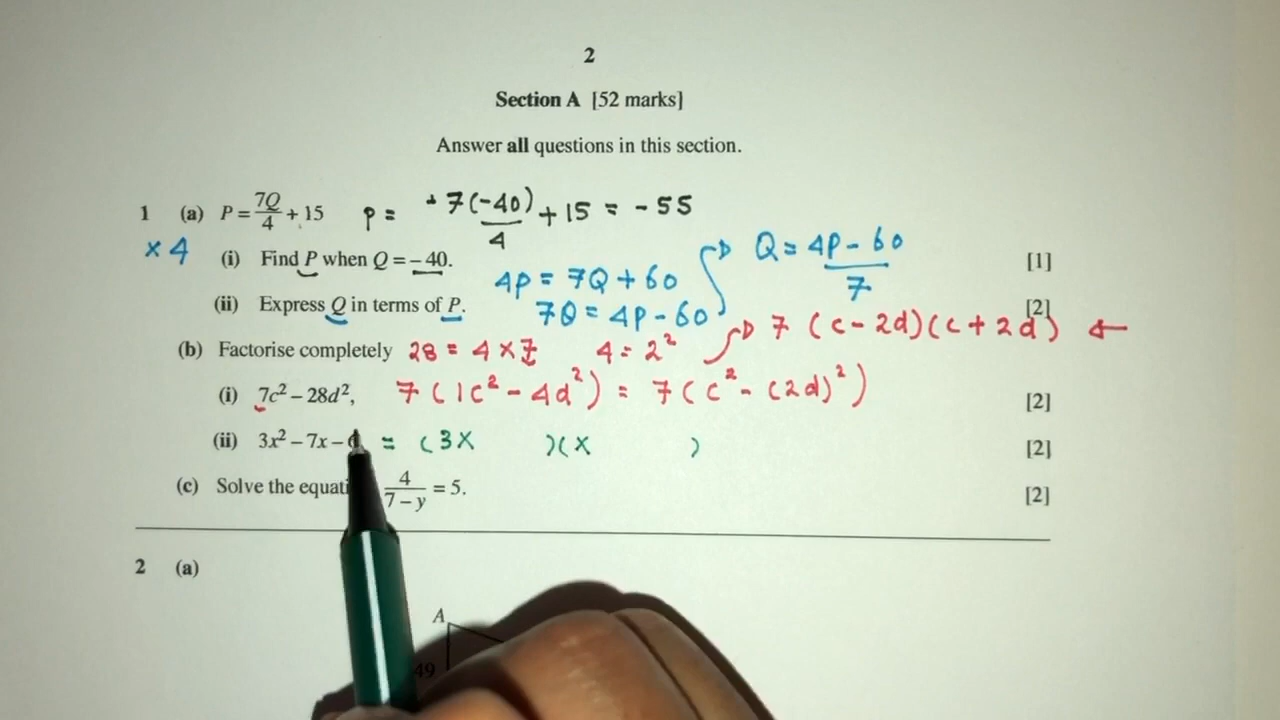 2
Section A [52 marks]
Answer all questions in this section.
1 (a) P = 7Q/4 + 15 P = + 7(-40)/4 + 15 = - 55
× 4 (i) Find P when Q = – 40. [1]
4P = 7Q + 60 → Q = 4P - 60 / 7
(ii) Express Q in terms of P. 7Q = 4P - 60 [2]
(b) Factorise completely 28 = 4 × 7 4 = 2² → 7 (c - 2d)(c + 2d) ←
(i) 7c² – 28d², 7 (1c² - 4d²) = 7 (c² - (2d)²) [2]
(ii) 3x² – 7x – = (3x )(x ) [2]
(c) Solve the 4/(7 – y) = 5. [2]
2 (a)
A
49